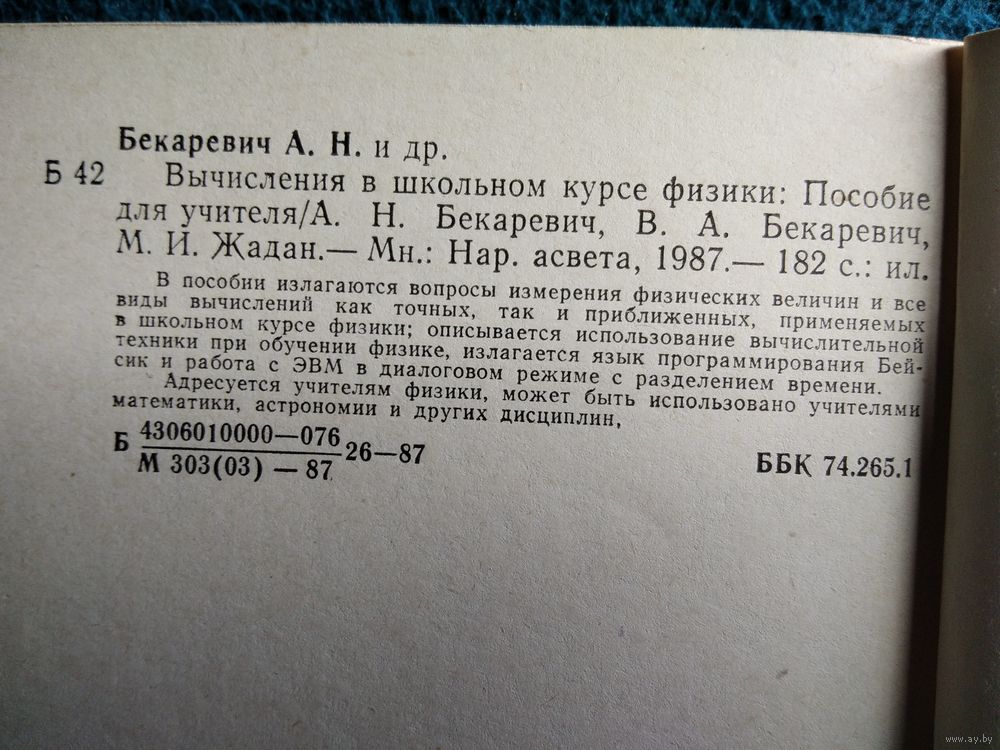 Бекаревич А. Н. и др.
Б 42 Вычисления в школьном курсе физики: Пособие
для учителя/А. Н. Бекаревич, В. А. Бекаревич,
М. И. Жадан.— Мн.: Нар. асвета, 1987.— 182 с.: ил.
В пособии излагаются вопросы измерения физических величин и все
виды вычислений как точных, так и приближенных, применяемых
в школьном курсе физики; описывается использование вычислительной
техники при обучении физике, излагается язык программирования Бей-
сик и работа с ЭВМ в диалоговом режиме с разделением времени.
Адресуется учителям физики, может быть использовано учителями
математики, астрономии и других дисциплин,
Б 4306010000—076 26—87
М 303(03) — 87
ББК 74.265.1
www.ay.by